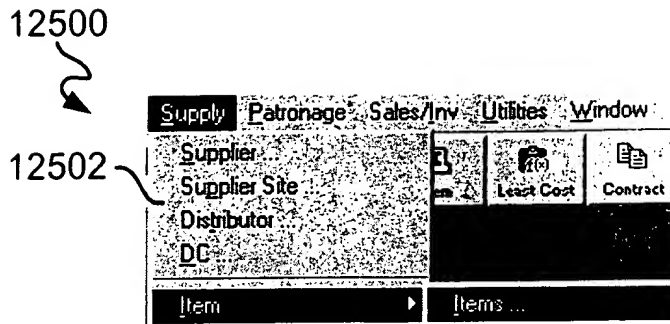 12500
Supply Patronage Sales/Inv Utilities Window
12502
Supplier ...
Supplier Site ...
Distributor ...
DC
Least Cost
Contract
Item
Items ...